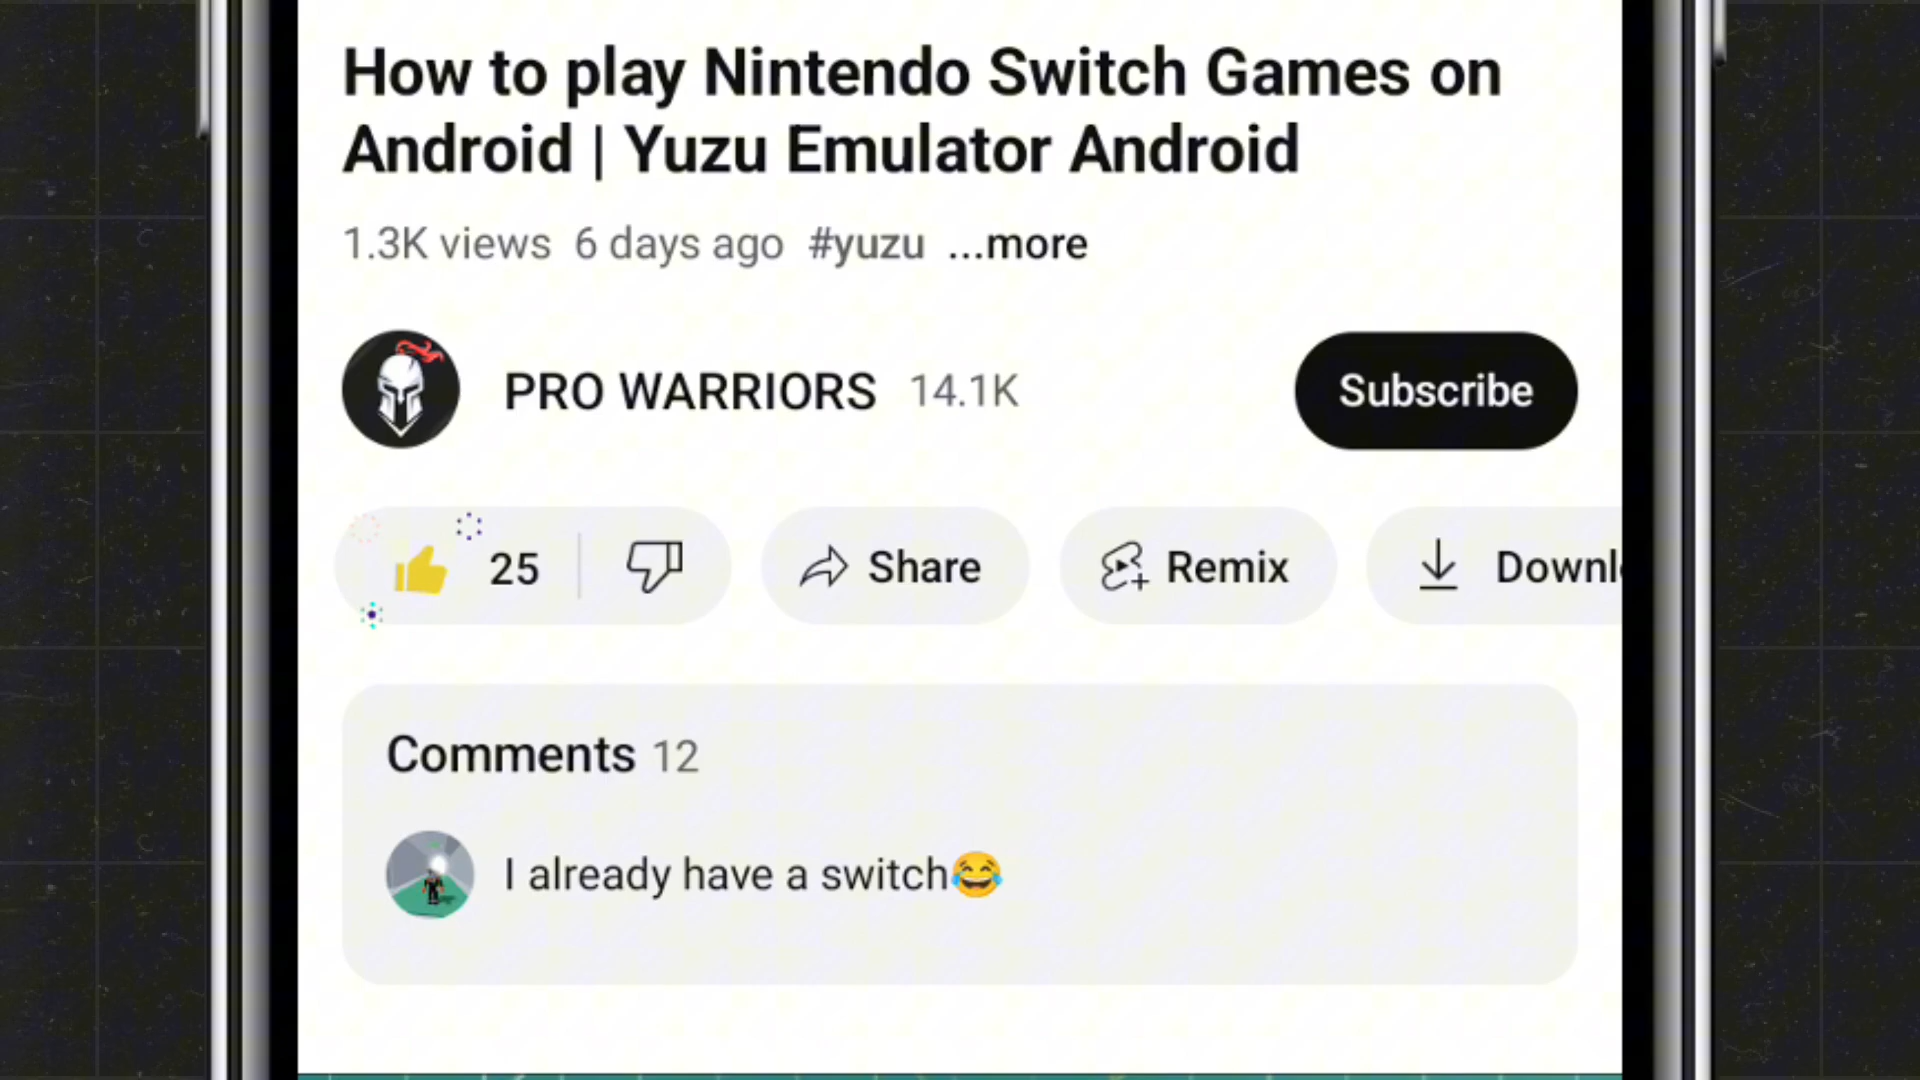 How to play Nintendo Switch Games on
Android | Yuzu Emulator Android
1.3K views 6 days ago #yuzu ...more
PRO WARRIORS 14.1K Subscribe
25 Share Remix Downl
Comments 12
I already have a switch😂